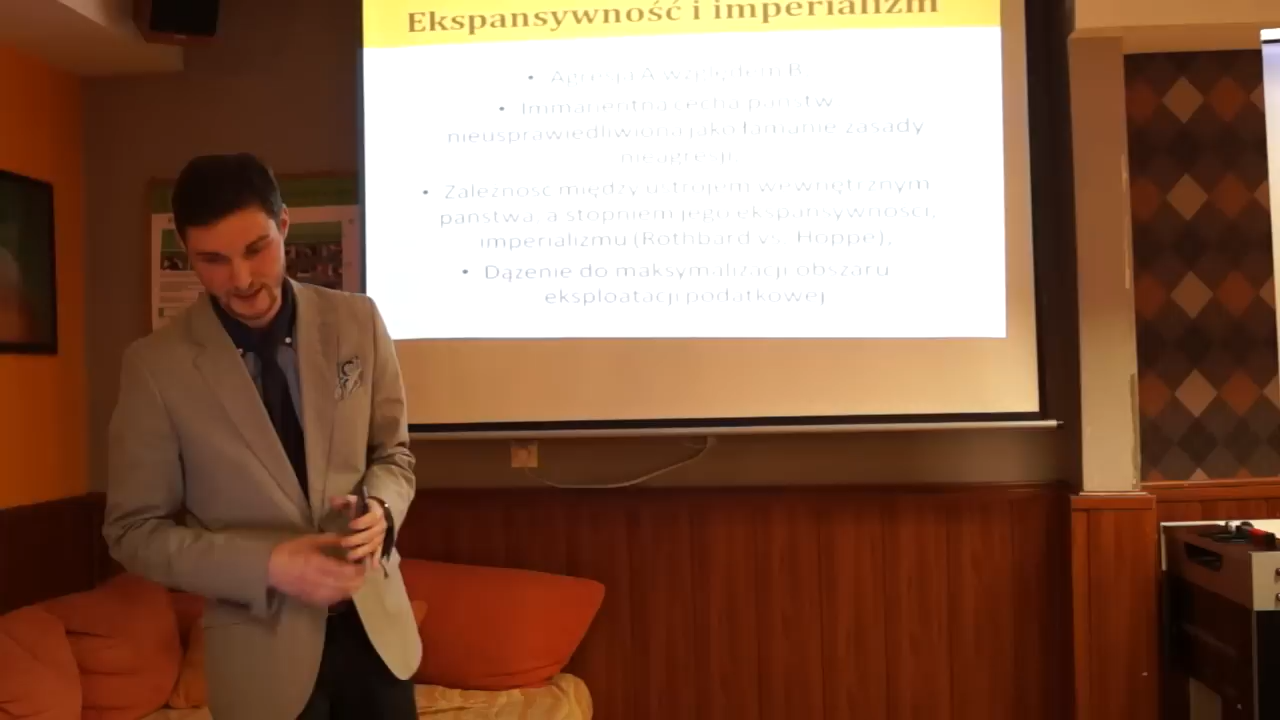 Ekspansywność i imperializm
• Agresja A względem B
• Immanentna cecha państw
nieusprawiedliwiona jako łamanie zasady
nieagresji
• Zależność między ustrojem wewnętrznym
państwa, a stopniem jego ekspansywności,
imperializmu (Rothbard vs. Hoppe),
• Dążenie do maksymalizacji obszaru
eksploatacji podatkowej